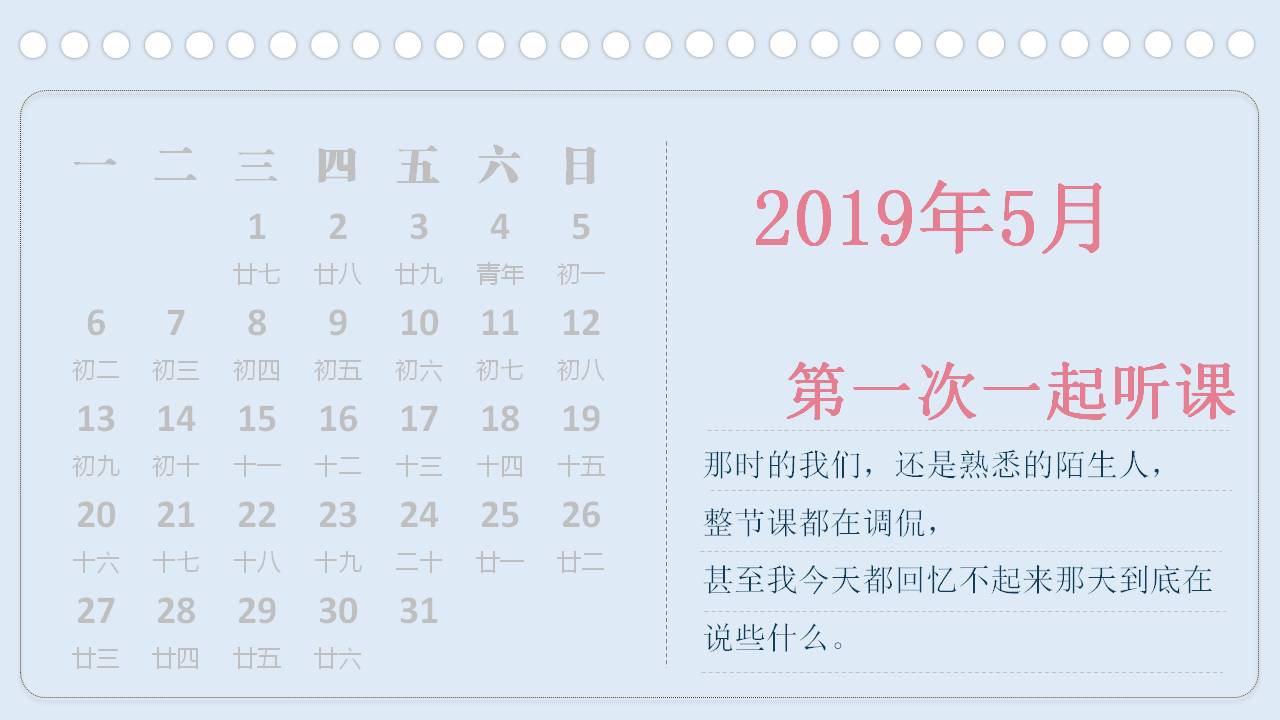 一 二 三 四 五 六 日
1 2 3 4 5
廿七 廿八 廿九 青年 初一
6 7 8 9 10 11 12
初二 初三 初四 初五 初六 初七 初八
13 14 15 16 17 18 19
初九 初十 十一 十二 十三 十四 十五
20 21 22 23 24 25 26
十六 十七 十八 十九 二十 廿一 廿二
27 28 29 30 31
廿三 廿四 廿五 廿六
2019年5月
第一次一起听课
那时的我们，还是熟悉的陌生人，
整节课都在调侃，
甚至我今天都回忆不起来那天到底在
说些什么。